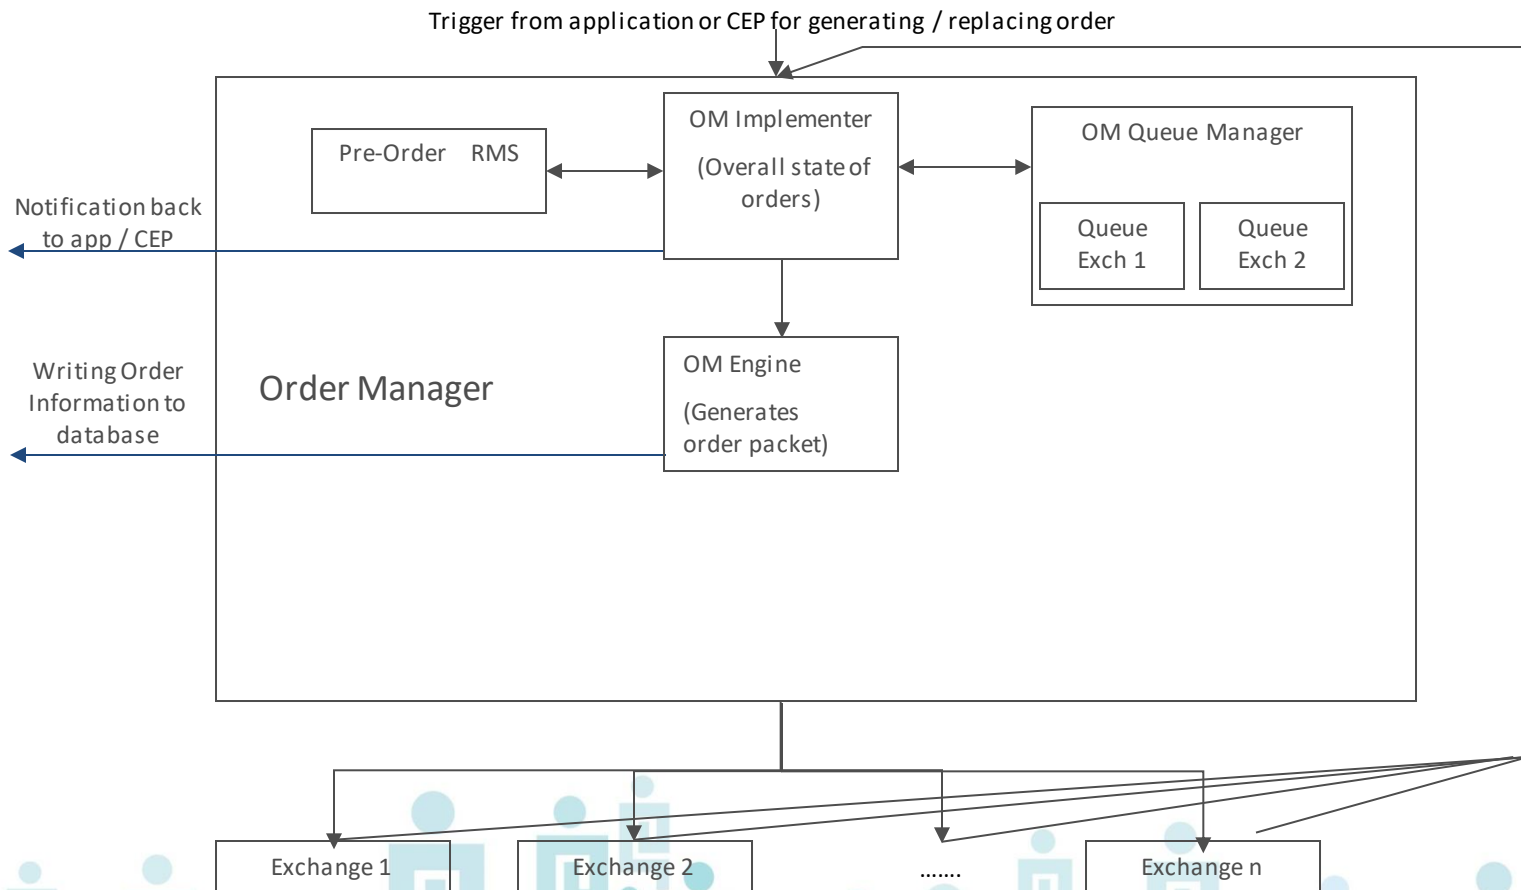 Trigger from application or CEP for generating / replacing order
OM Implementer
(Overall state of
orders)
Pre-Order RMS
OM Queue Manager
Queue
Exch 1
Queue
Exch 2
Notification back
to app / CEP
OM Engine
(Generates
order packet)
Order Manager
Writing Order
Information to
database
Exchange 1
Exchange 2
.......
Exchange n